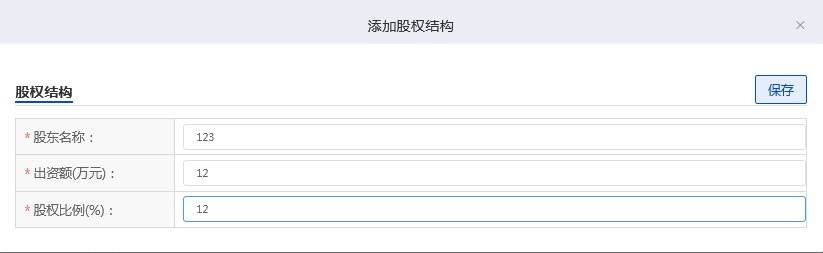 添加股权结构
股权结构
保存
* 股东名称：
123
* 出资额(万元)：
12
* 股权比例(%)：
12